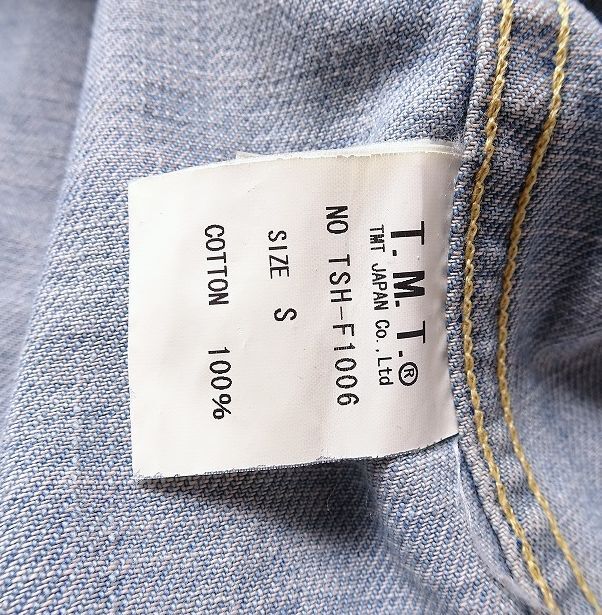 T.M.T.®
TMT JAPAN Co.,Ltd
NO TSH-F1006
SIZE S
COTTON 100%